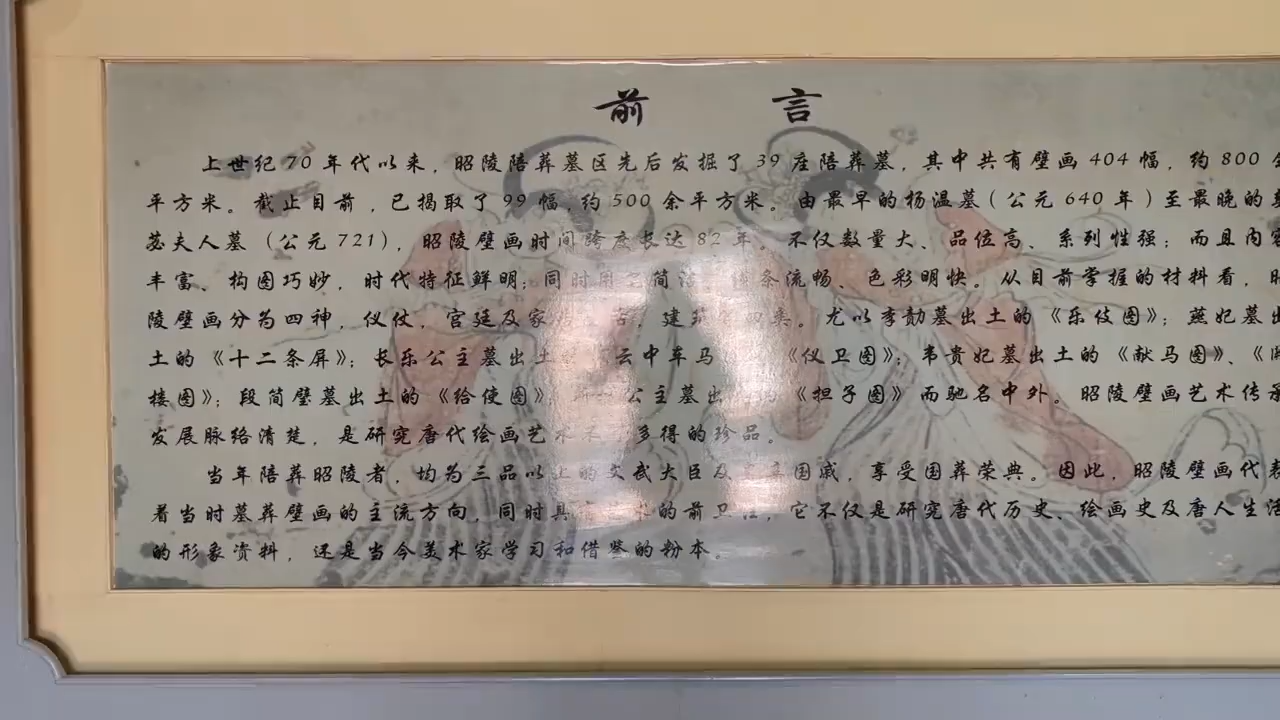 前言
上世纪70年代以来，昭陵陪葬墓区先后发掘了39座陪葬墓，其中共有壁画404幅，约800
平方米。截止目前，已揭取了99幅，约500余平方米。由最早的杨温墓（公元640年）至最晚的
苾夫人墓（公元721），昭陵壁画时间跨度长达82年。不仅数量大、品位高、系列性强；而且内容
丰富、构图巧妙，时代特征鲜明；同时用 简洁、线条流畅、色彩明快。从目前掌握的材料看，昭
陵壁画分为四神，仪仗，宫廷及家 ，建 四类。尤以李勣墓出土的《乐伎图》；燕妃墓出
土的《十二条屏》；长乐公主墓出土 云中车马 《仪卫图》；韦贵妃墓出土的《献马图》、《
楼图》；段简璧墓出土的《给使图》 公主墓出 《担子图》而驰名中外。昭陵壁画艺术传承
发展脉络清楚，是研究唐代绘画艺术 多得的珍品。
当年陪葬昭陵者，均为三品以上的文武大臣及 国戚，享受国葬荣典。因此，昭陵壁画代表
着当时墓葬壁画的主流方向，同时具 的前卫 ，它不仅是研究唐代历史、绘画史及唐人生活
的形象资料，还是当今美术家学习和借鉴的粉本。